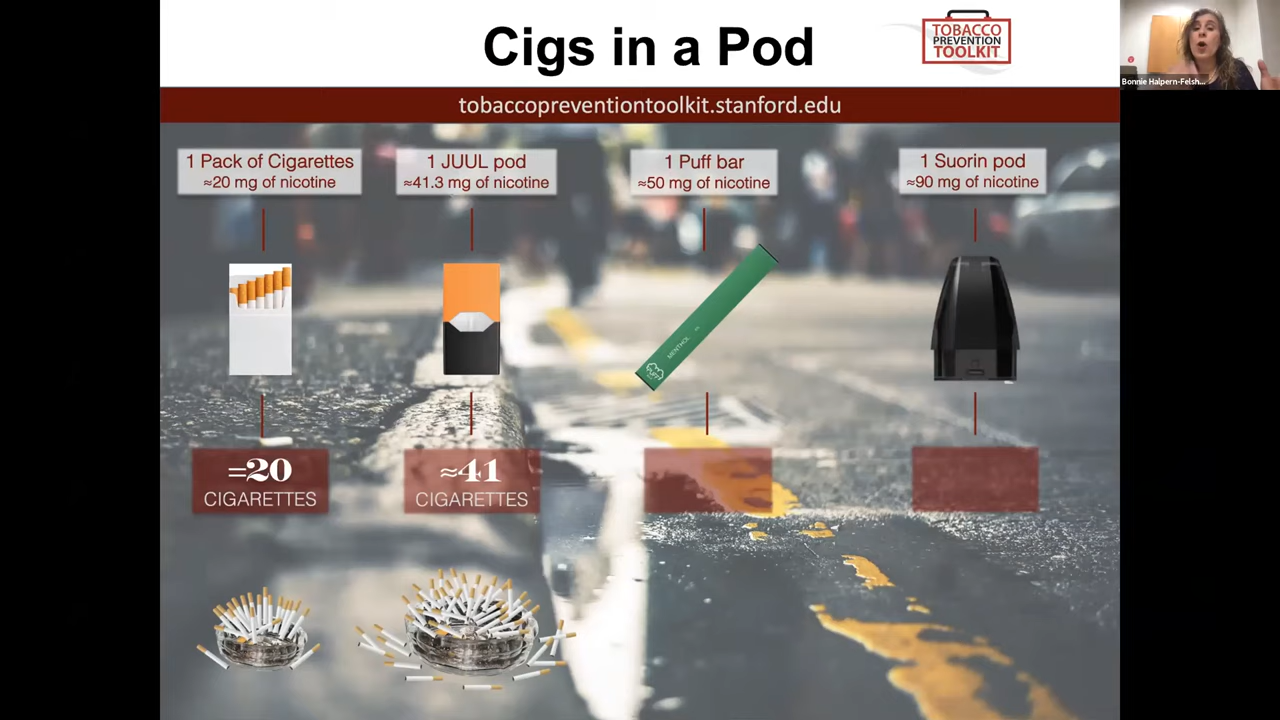 Cigs in a Pod
TOBACCO
PREVENTION
TOOLKIT
Bonnie Halpern-Felsh...
tobaccopreventiontoolkit.stanford.edu
1 Pack of Cigarettes
≈20 mg of nicotine
1 JUUL pod
≈41.3 mg of nicotine
1 Puff bar
≈50 mg of nicotine
1 Suorin pod
≈90 mg of nicotine
MENTHOL
PUFF
=20
CIGARETTES
≈41
CIGARETTES